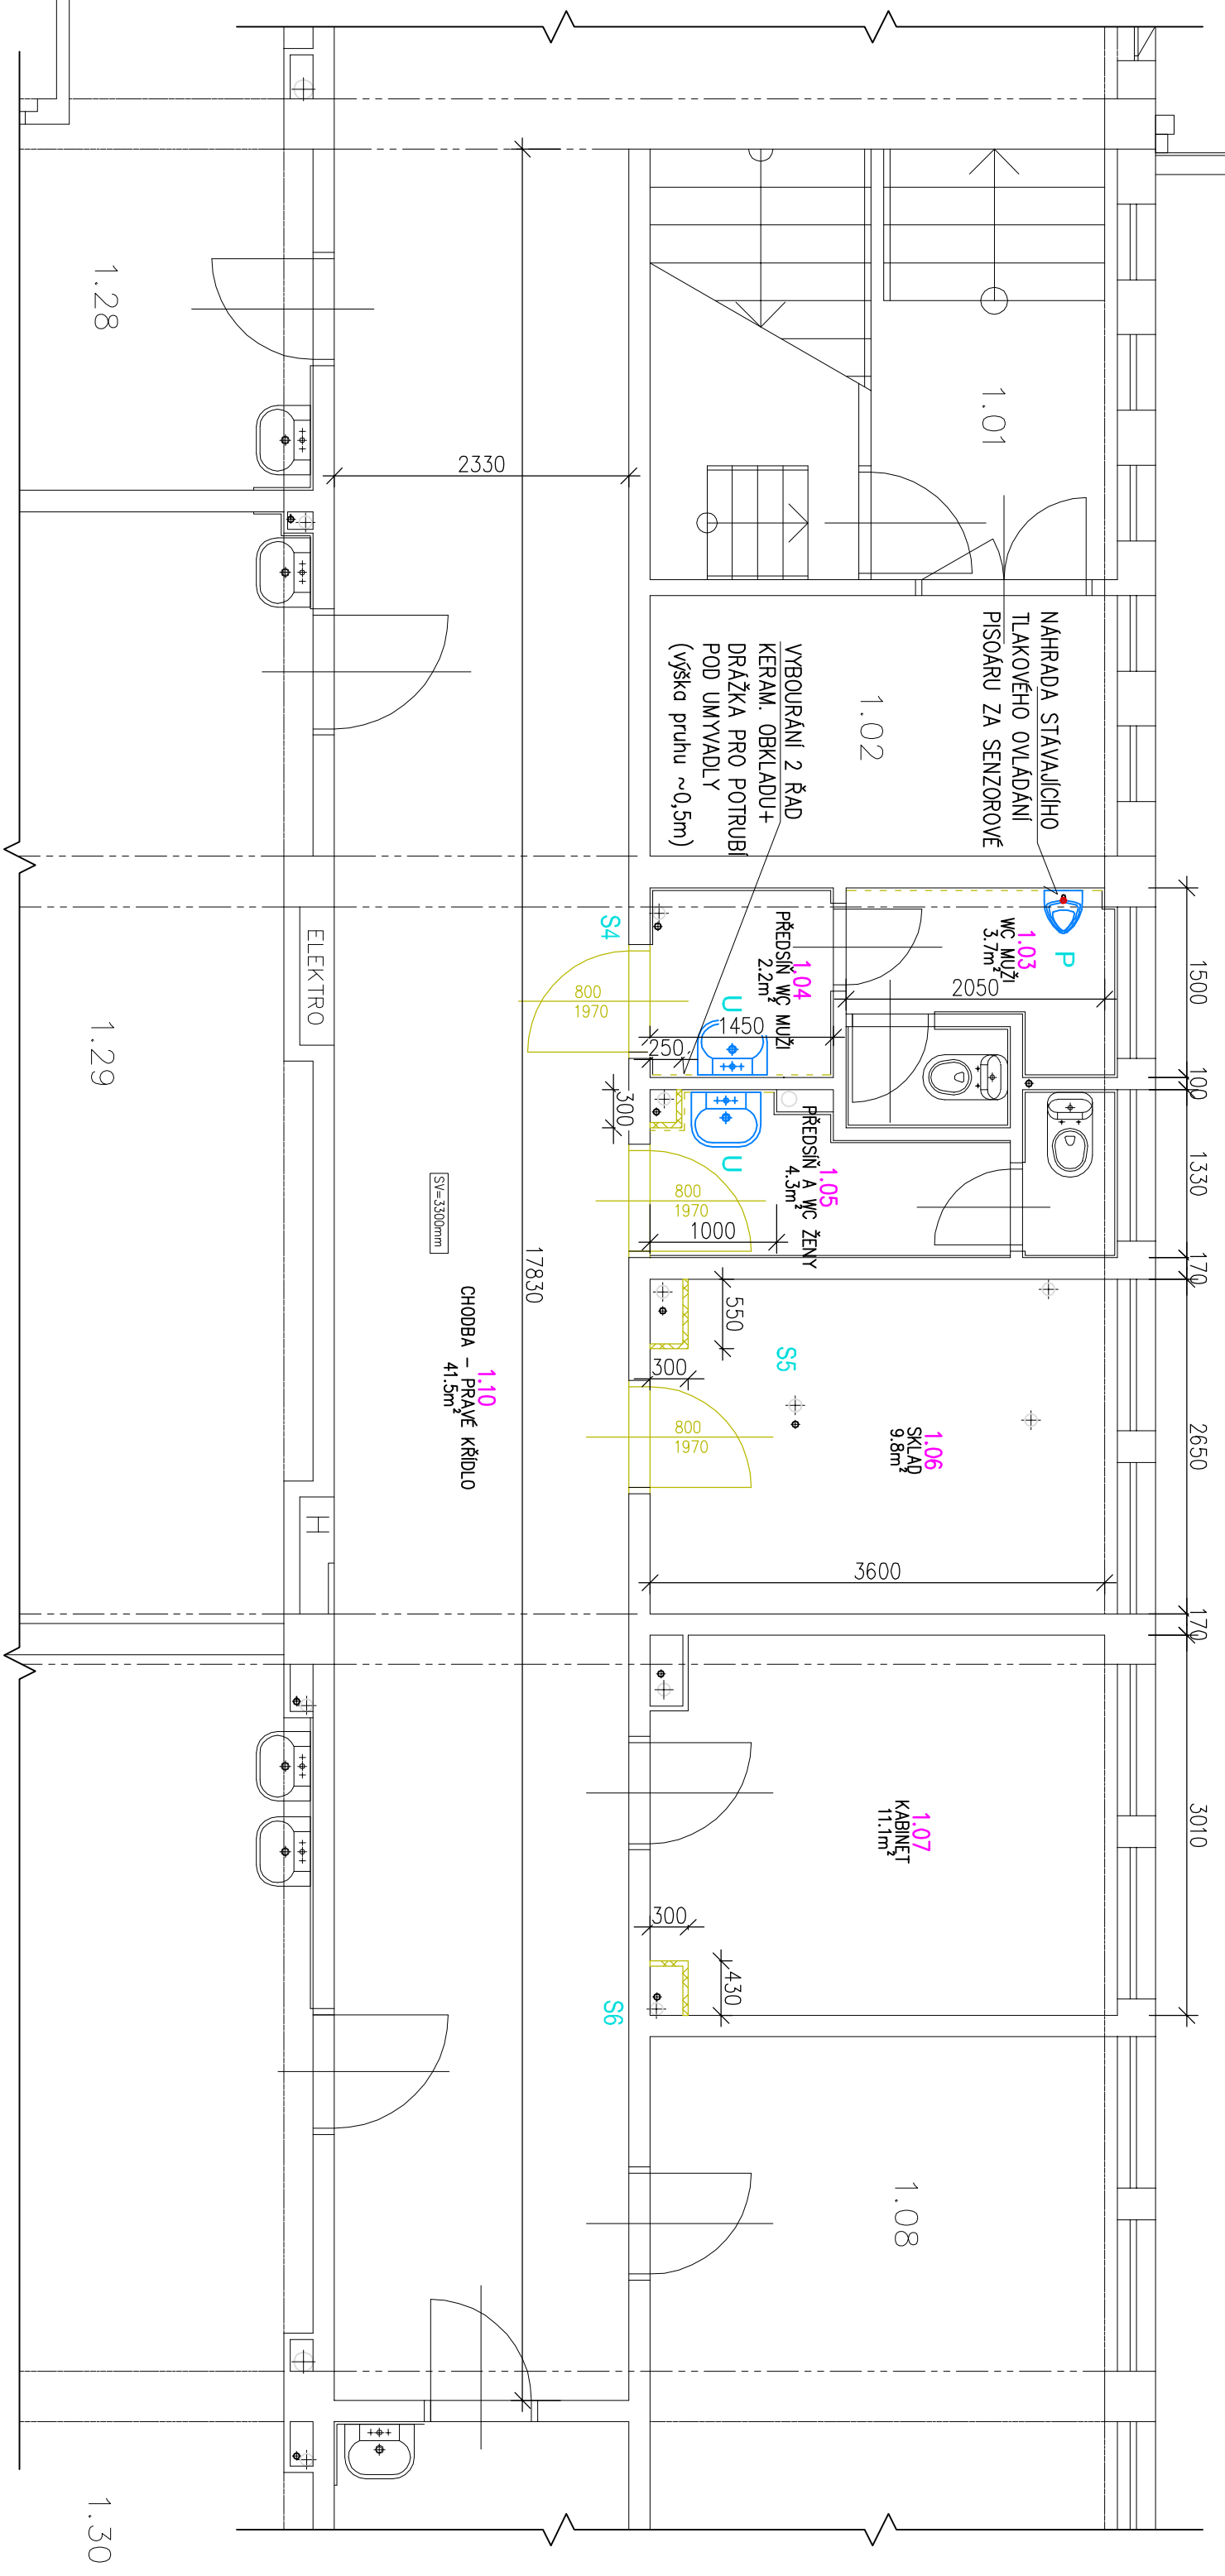 1.28
1.01
2330
NÁHRADA STÁVAJÍCÍHO
TLAKOVÉHO OVLÁDÁNÍ
PISOÁRU ZA SENZOROVÉ
1.02
VYBOURÁNÍ 2 ŘAD
KERAM. OBKLADU+
DRÁŽKA PRO POTRUBÍ
POD UMYVADLY
(výška pruhu ~0,5m)
1500
100
1330
170
2650
170
3010
P
1.03
WC MUŽI
3.7m²
2050
1.04
PŘEDSÍŇ WC MUŽI
2.2m²
U
1450
250
S4
800
1970
ELEKTRO
1.29
300
U
1.05
PŘEDSÍŇ A WC ŽENY
4.3m²
800
1970
1000
SV=3300mm
17830
550
S5
300
800
1970
1.06
SKLAD
9.8m²
3600
1.10
CHODBA – PRAVÉ KŘÍDLO
41.5m²
H
1.07
KABINET
11.1m²
300
430
S6
1.08
1.30